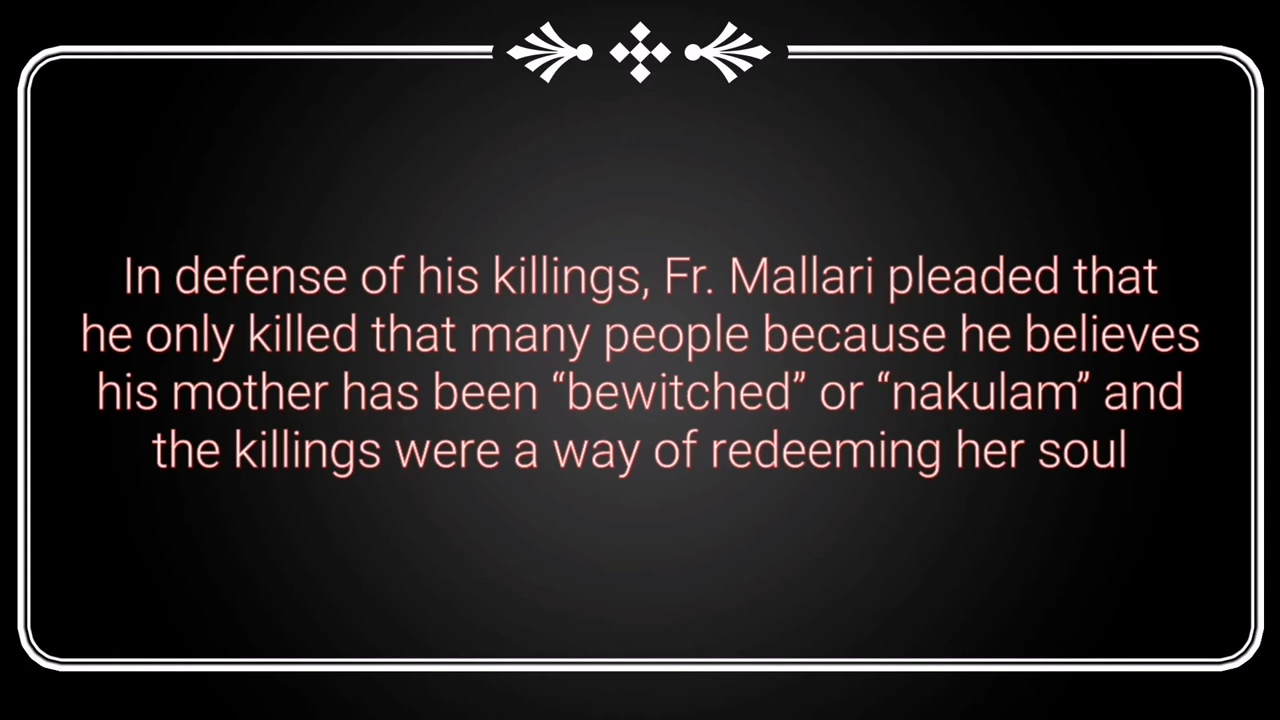 In defense of his killings, Fr. Mallari pleaded that
he only killed that many people because he believes
his mother has been “bewitched” or “nakulam” and
the killings were a way of redeeming her soul